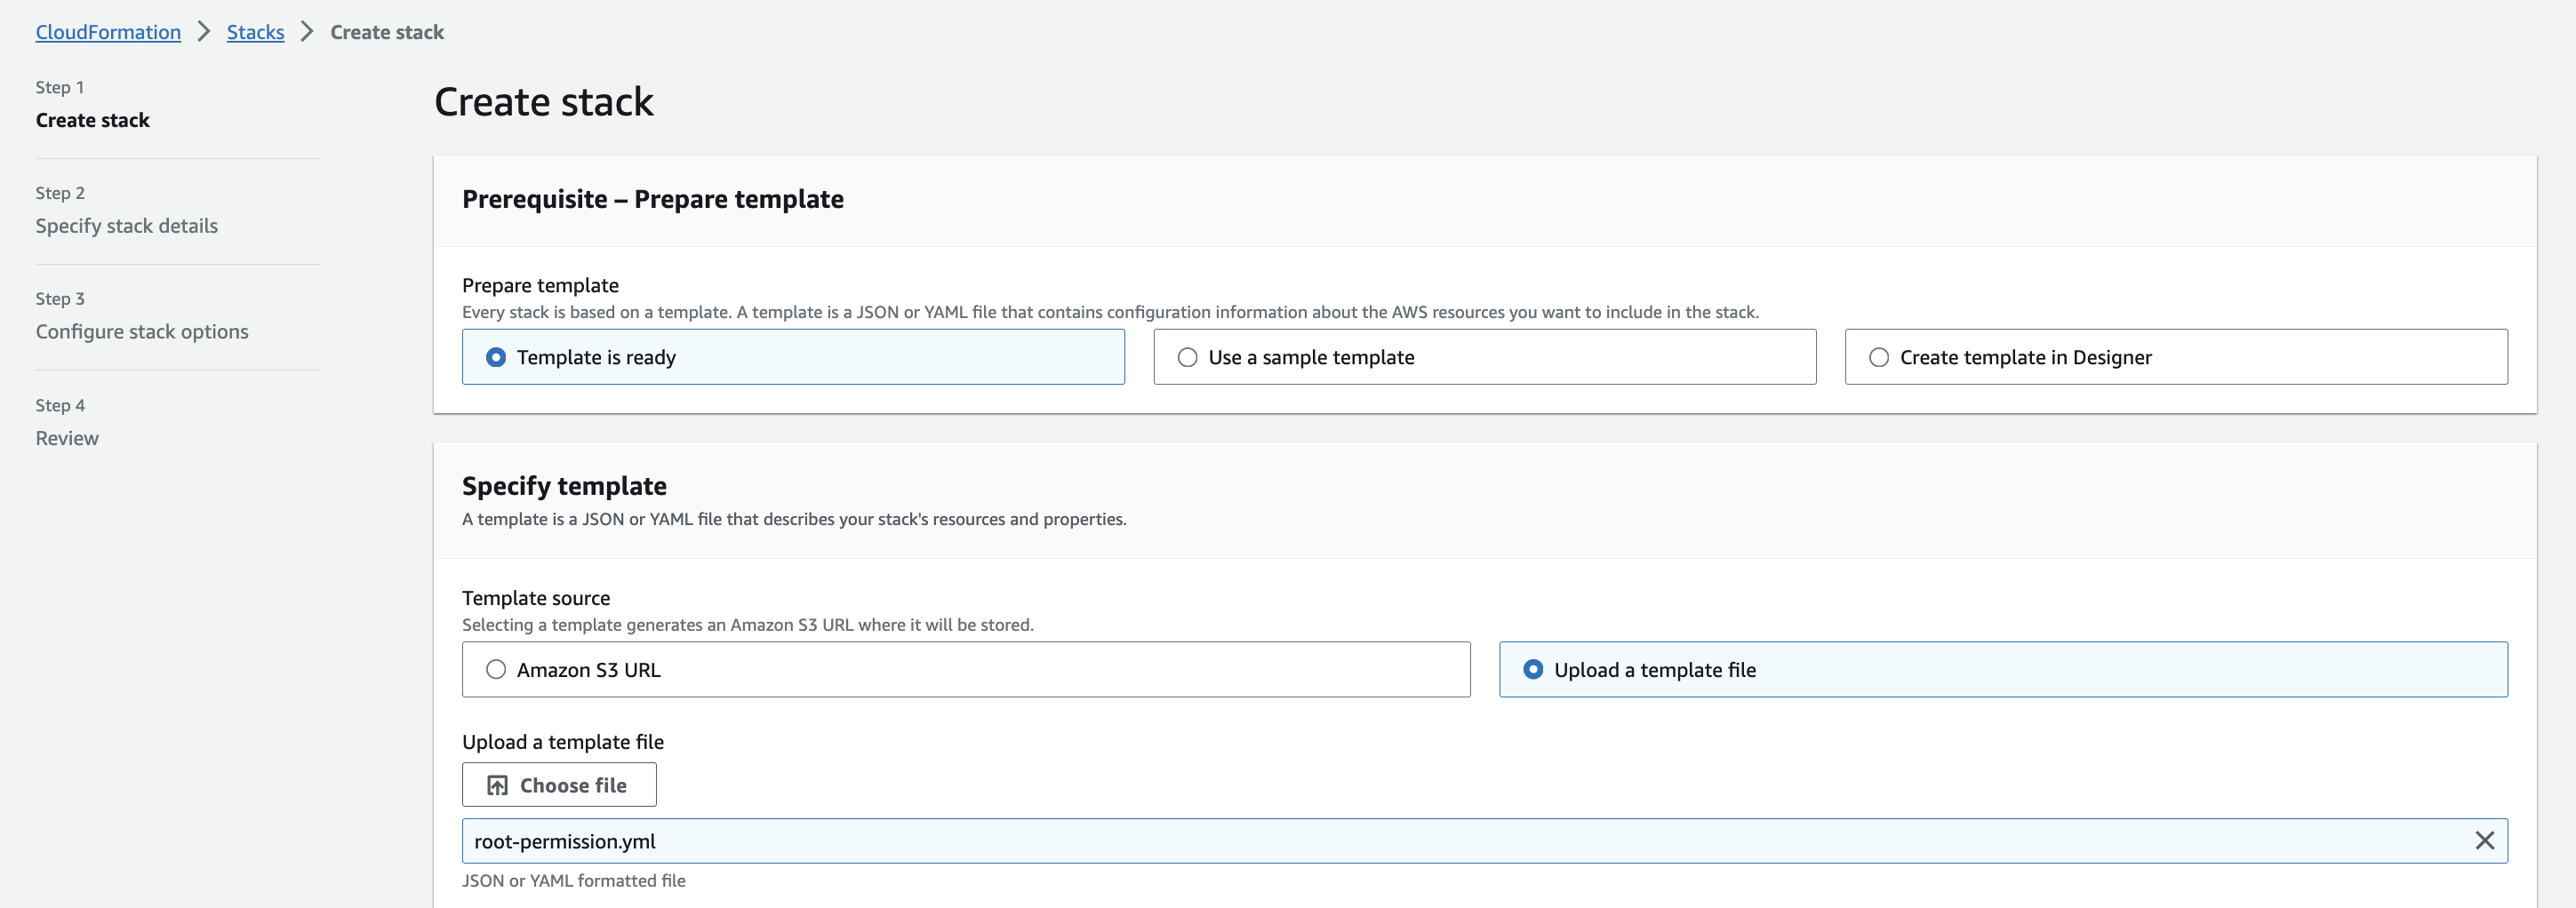 CloudFormation > Stacks > Create stack
Step 1
Create stack
Step 2
Specify stack details
Step 3
Configure stack options
Step 4
Review
Create stack
Prerequisite – Prepare template
Prepare template
Every stack is based on a template. A template is a JSON or YAML file that contains configuration information about the AWS resources you want to include in the stack.
Template is ready
Use a sample template
Create template in Designer
Specify template
A template is a JSON or YAML file that describes your stack's resources and properties.
Template source
Selecting a template generates an Amazon S3 URL where it will be stored.
Amazon S3 URL
Upload a template file
Upload a template file
Choose file
root-permission.yml
JSON or YAML formatted file